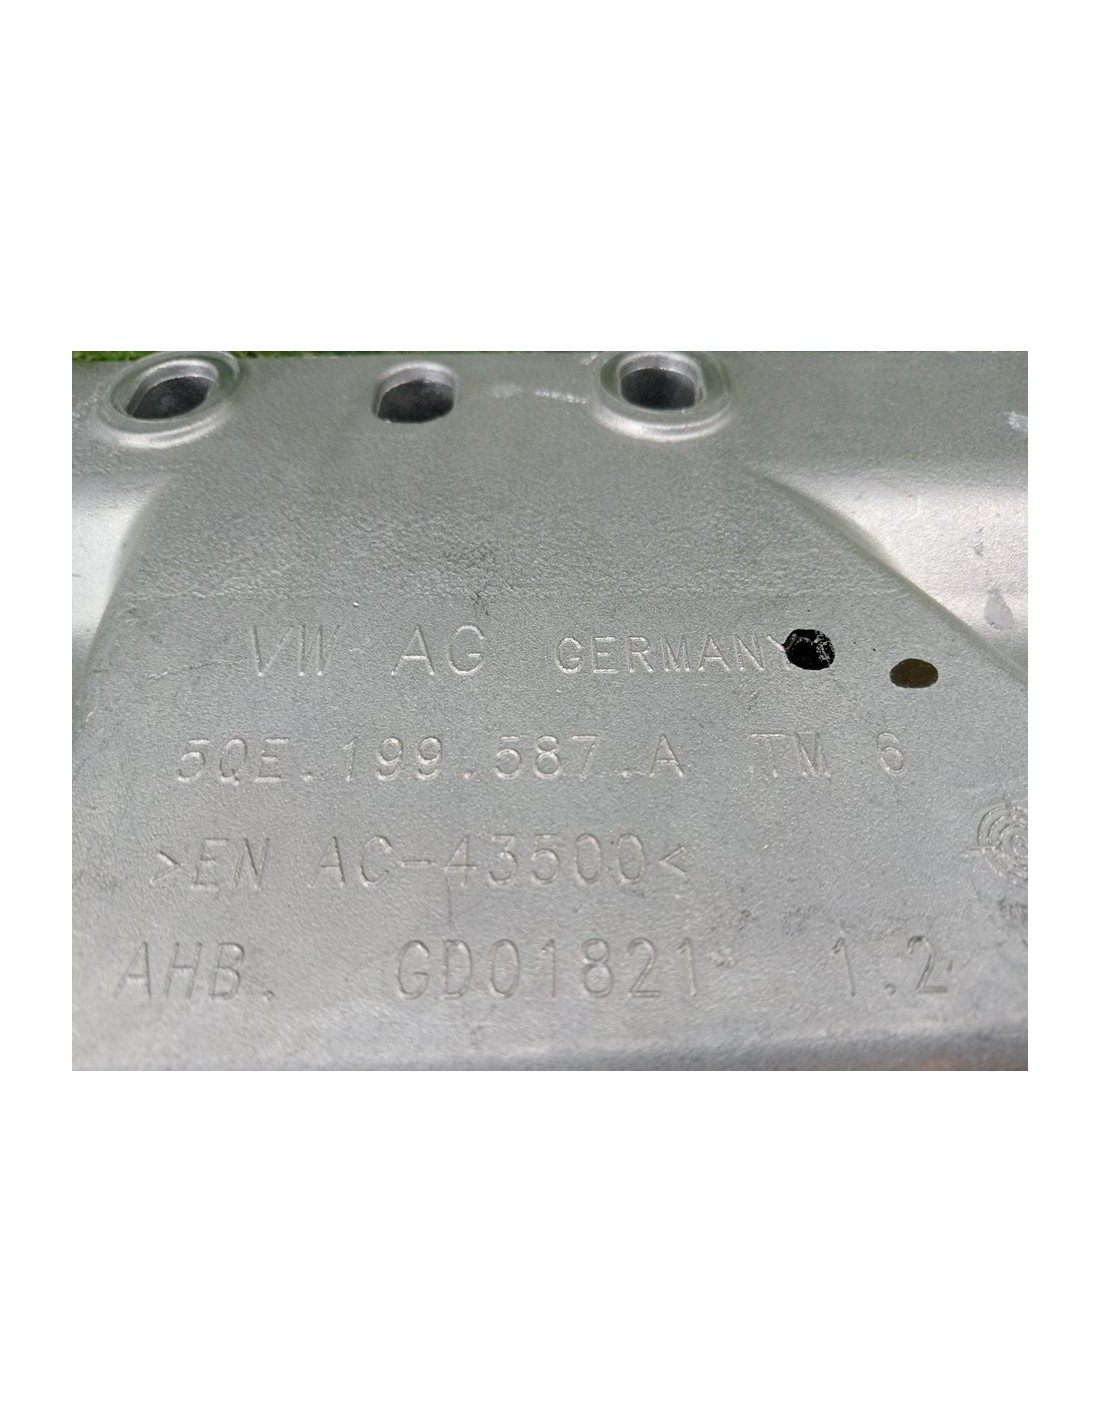 VW AG GERMANY
5QE.199.587.A TM 6
>EN AC-43500<
AHB. GD01821 1.2